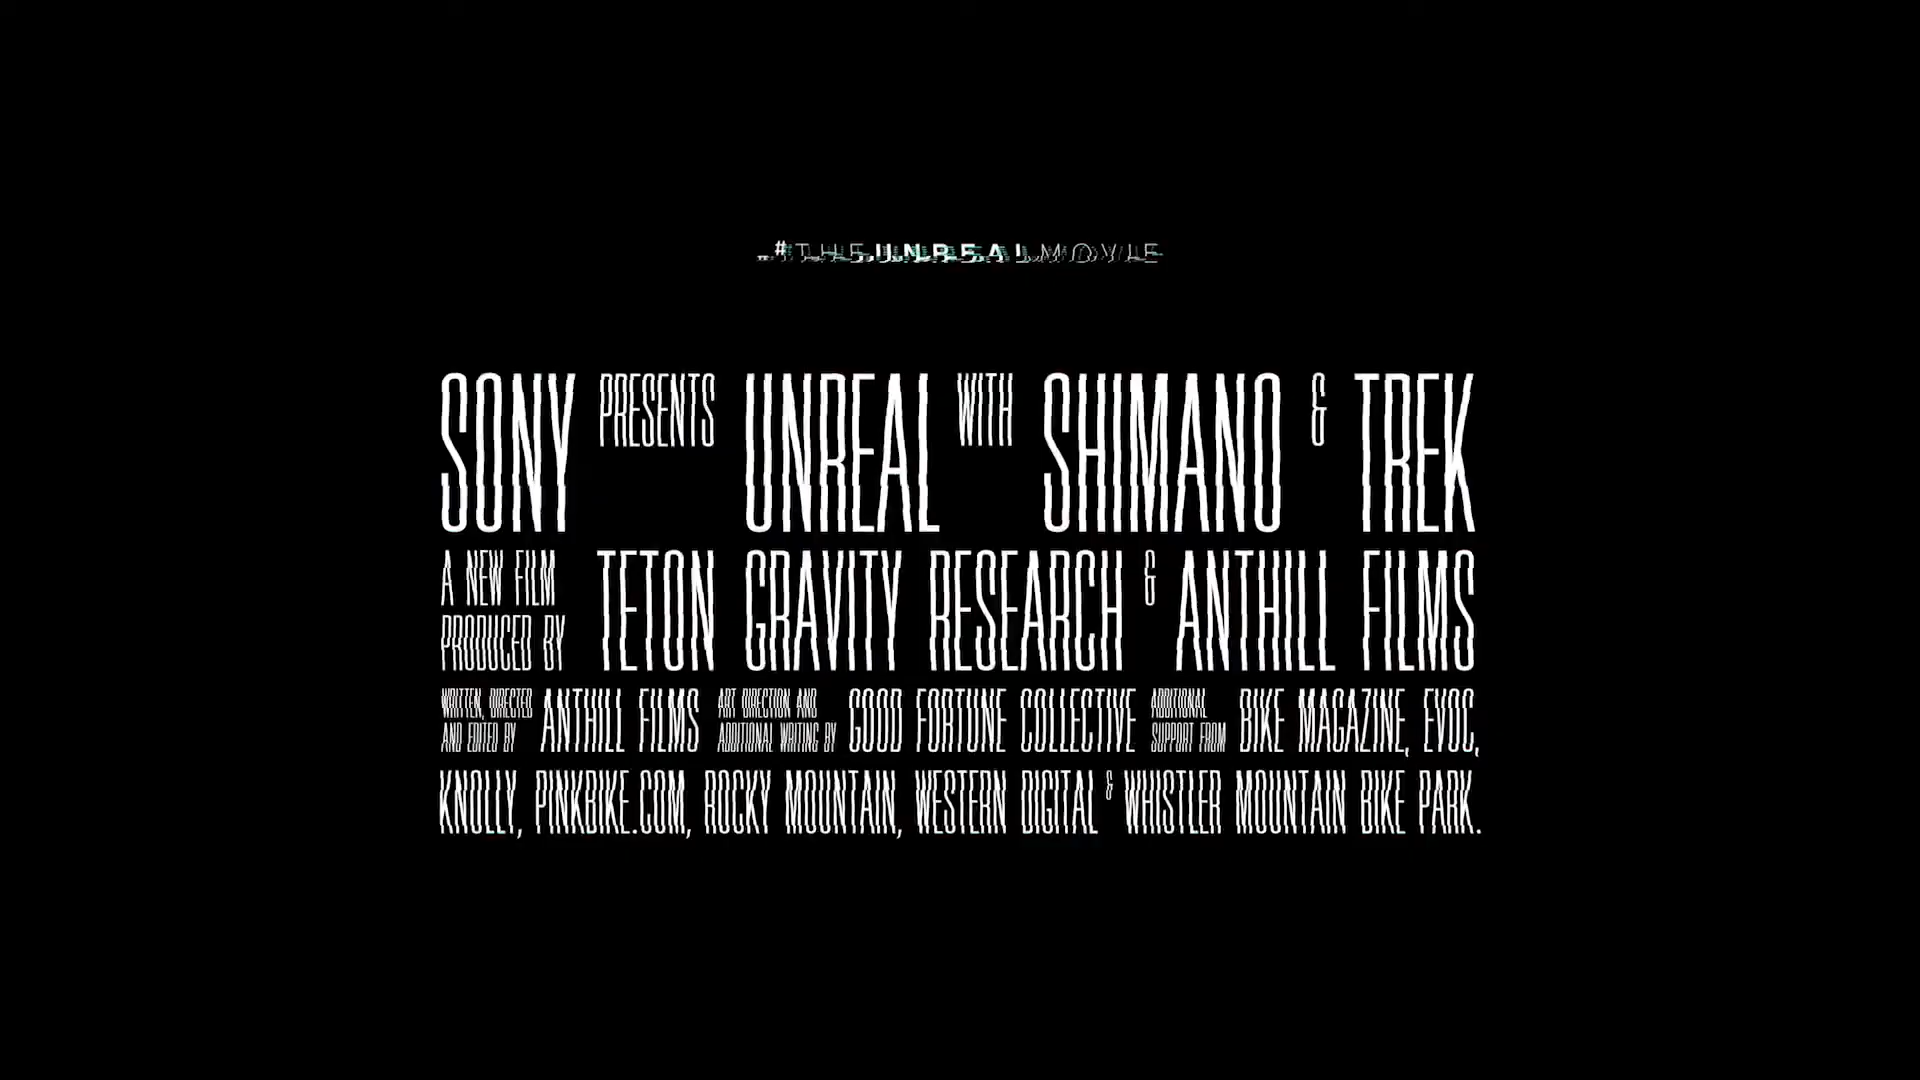 #THEUNREALMOVIE
SONY PRESENTS UNREAL WITH SHIMANO & TREK
A NEW FILM PRODUCED BY TETON GRAVITY RESEARCH & ANTHILL FILMS
WRITTEN, DIRECTED AND EDITED BY ANTHILL FILMS ART DIRECTION AND ADDITIONAL WRITING BY GOOD FORTUNE COLLECTIVE ADDITIONAL SUPPORT FROM BIKE MAGAZINE, EVOC,
KNOLLY, PINKBIKE.COM, ROCKY MOUNTAIN, WESTERN DIGITAL & WHISTLER MOUNTAIN BIKE PARK.